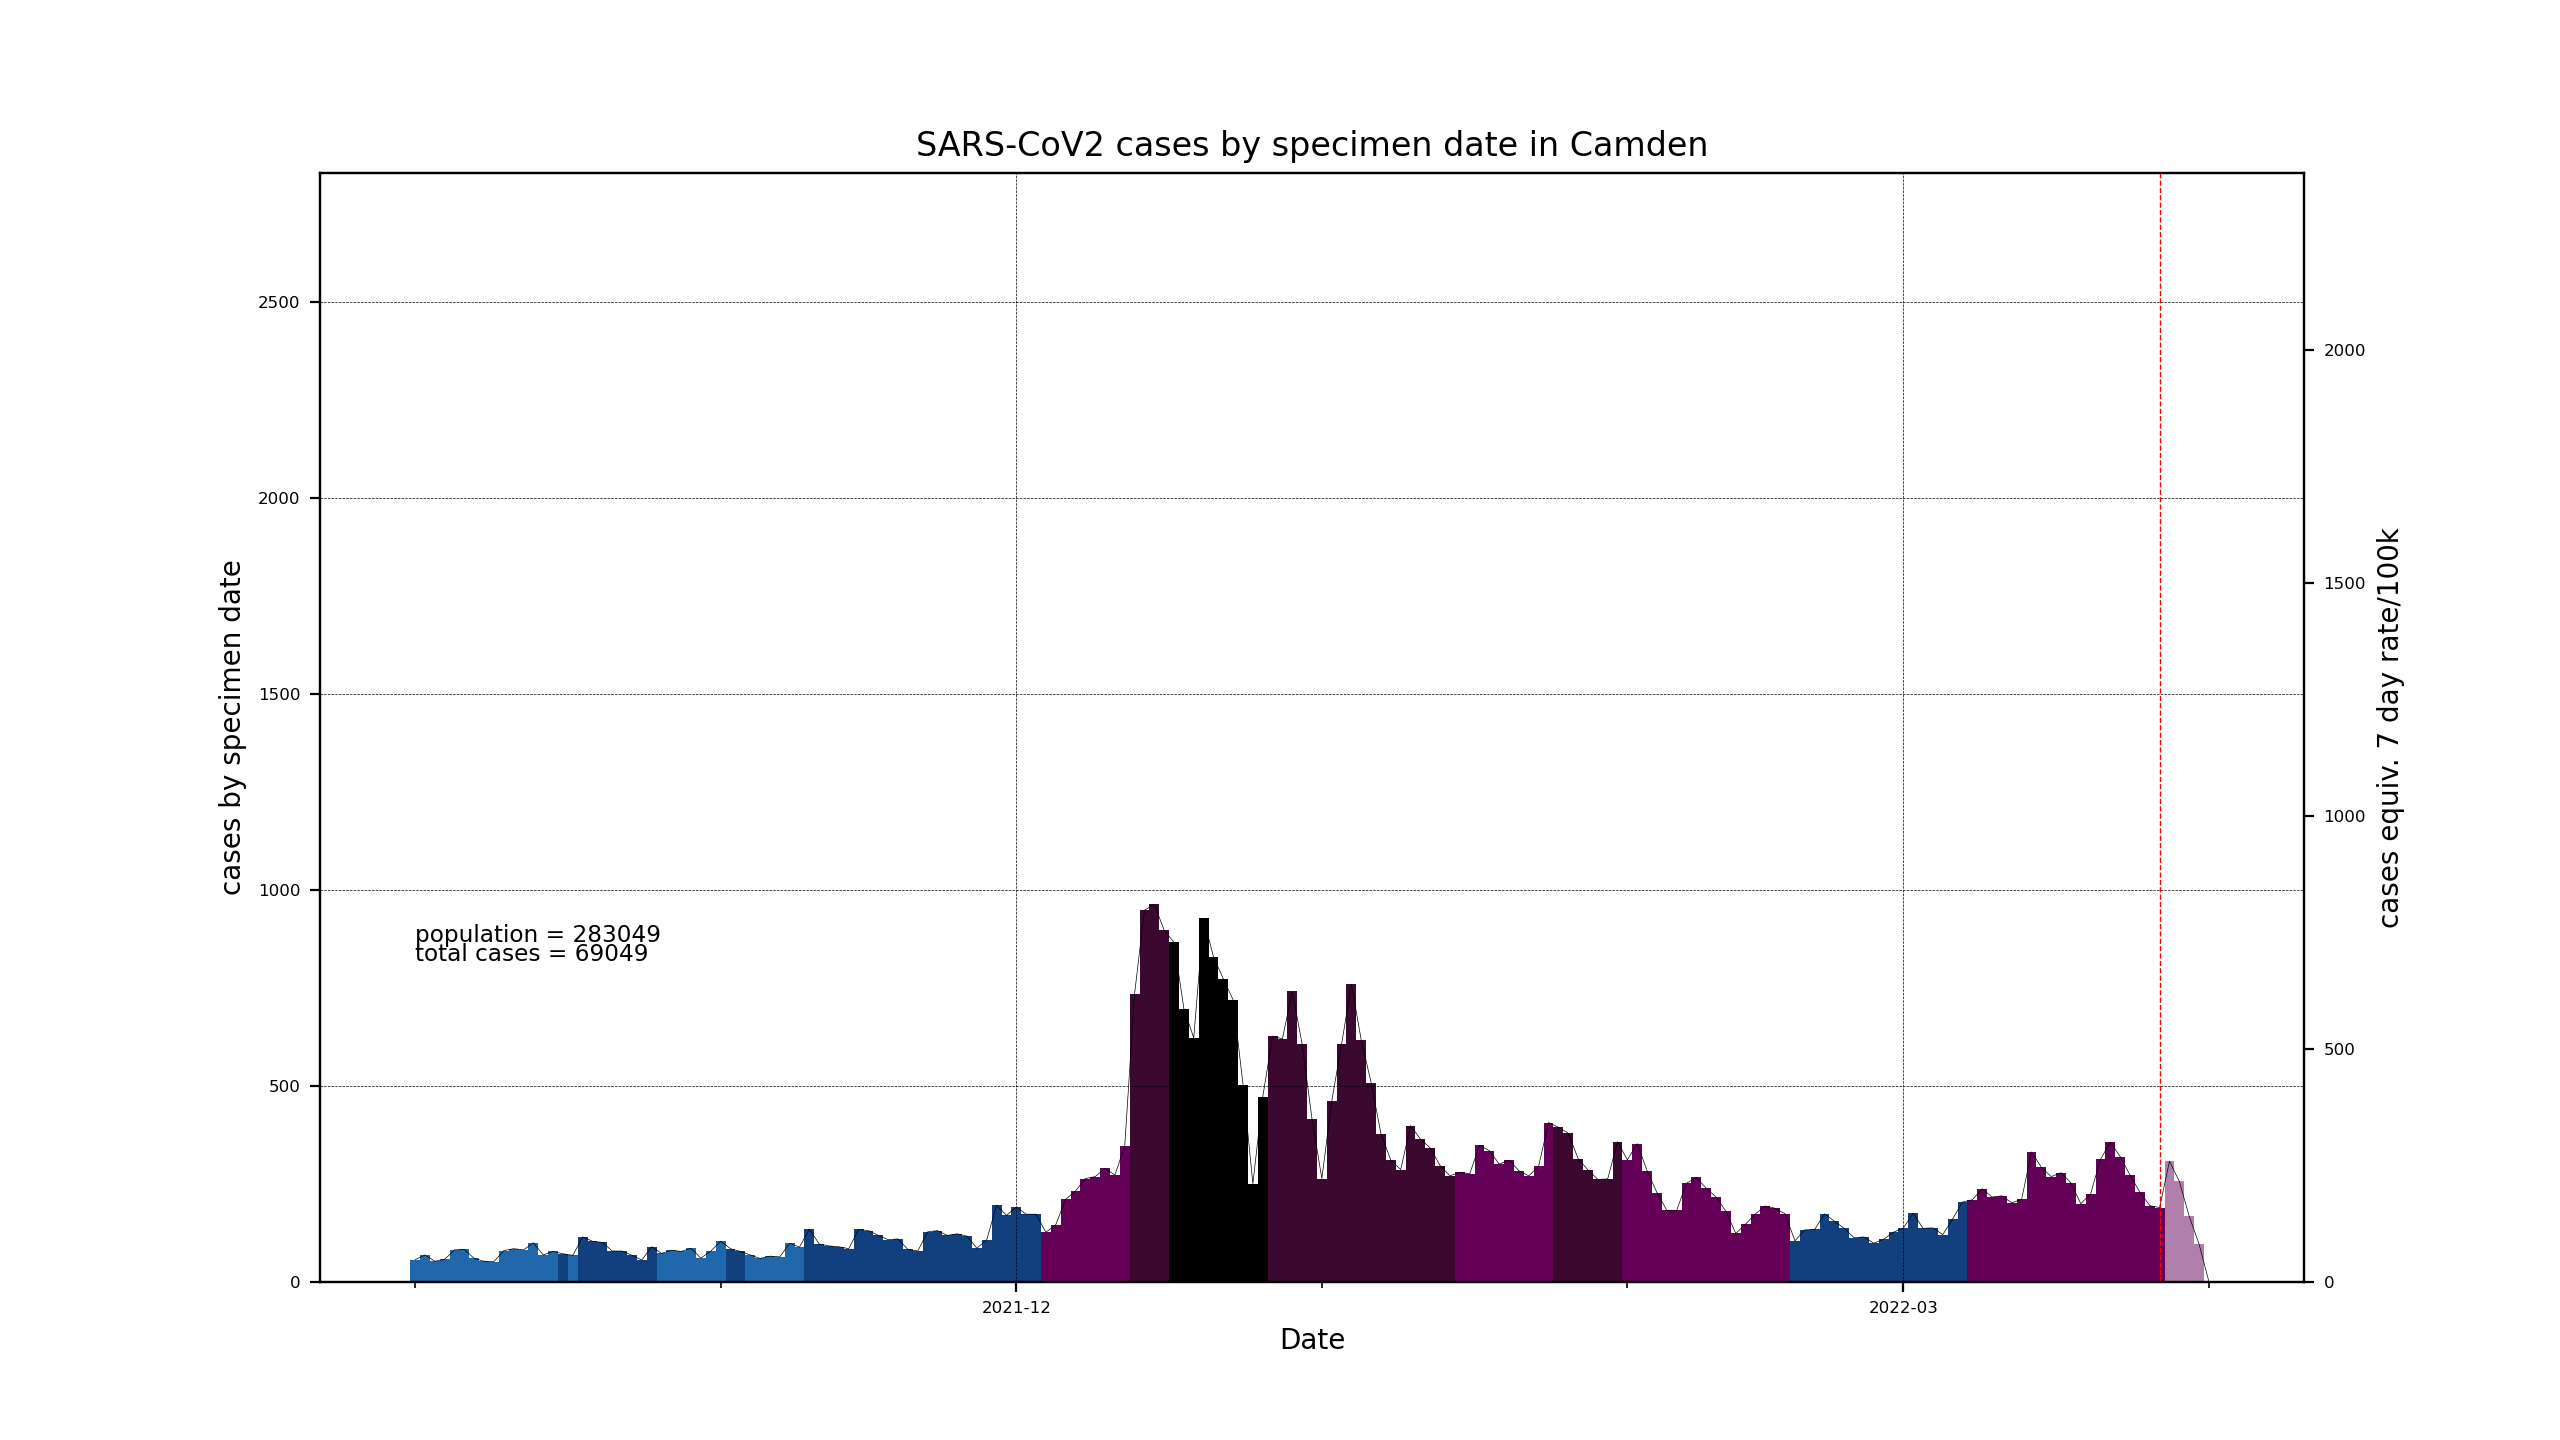 SARS-CoV2 cases by specimen date in Camden
cases by specimen date
2500
2000
1500
1000
500
0
population = 283049
total cases = 69049
2000
1500
1000
500
0
cases equiv. 7 day rate/100k
2021-12
2022-03
Date